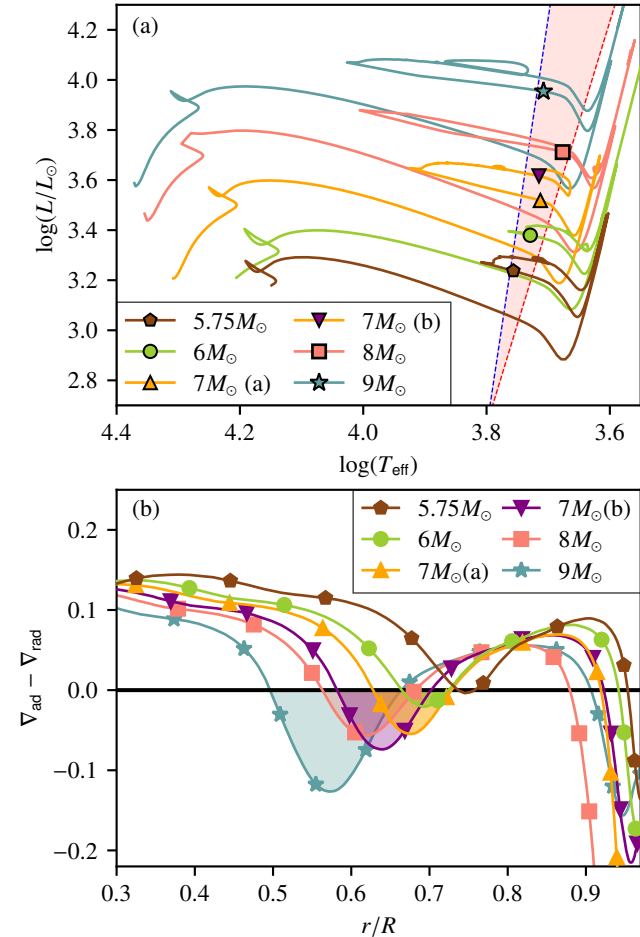 (a)
4.0
3.8
3.6
3.4
3.2
3.0
2.8
log(L/L⊙)
5.75M⊙
7M⊙ (b)
6M⊙
8M⊙
7M⊙ (a)
9M⊙
4.4 4.2 4.0 3.8 3.6
log(Teff)
(b)
5.75M⊙
7M⊙(b)
6M⊙
8M⊙
7M⊙(a)
9M⊙
0.2
0.1
0.0
−0.1
−0.2
∇ad − ∇rad
0.3 0.4 0.5 0.6 0.7 0.8 0.9
r/R